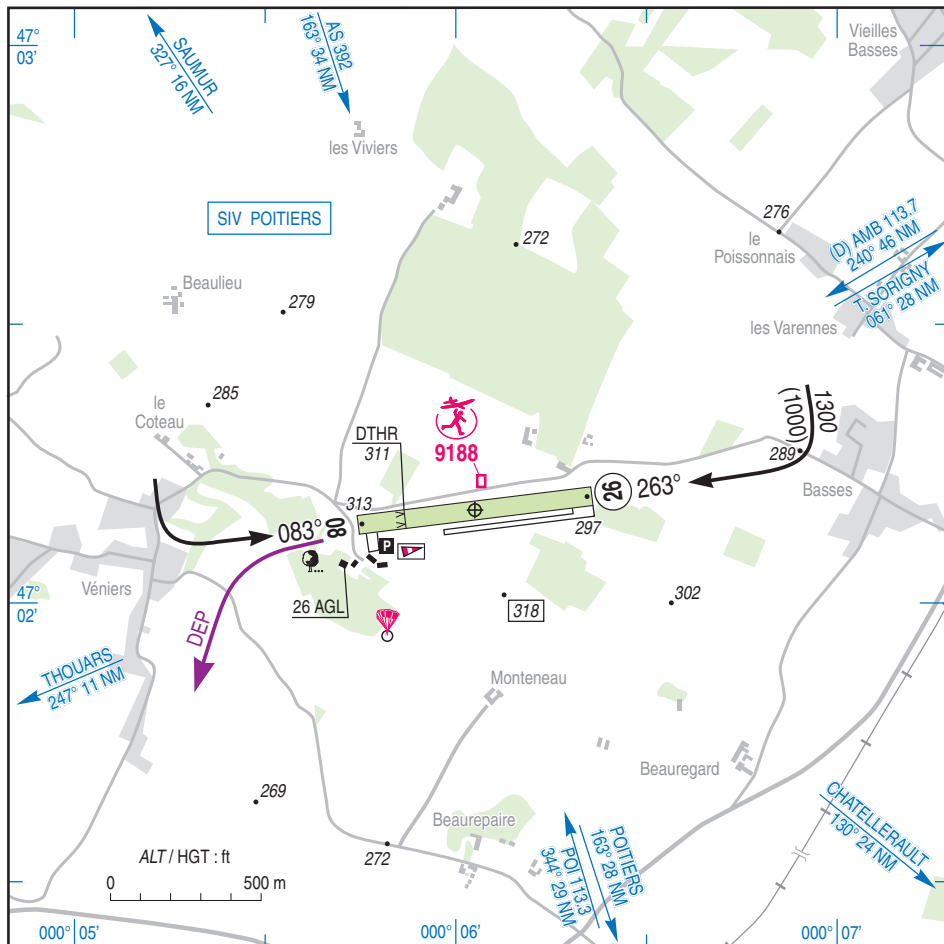 47°
03'
SAUMUR
327° 16 NM
AS 392
163° 34 NM
Vieilles
Basses
les Viviers
SIV POITIERS
276
le
Poissonnais
272
(D) AMB 113.7
240° 46 NM
T. SORIGNY
061° 28 NM
Beaulieu
279
les Varennes
285
le
Coteau
DTHR
311
9188
1300
(1000)
289
Basses
313
26
263°
083°
08
297
P
26 AGL
318
302
47°
02'
Véniers
DEP
THOUARS
247° 11 NM
Monteneau
Beauregard
269
Beaurepaire
272
CHATELLERAULT
130° 24 NM
POITIERS
163° 28 NM
POI 113.3
344° 29 NM
ALT / HGT : ft
0
500 m
000° 05'
000° 06'
000° 07'